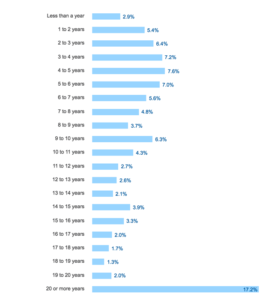 Less than a year 2.9%
1 to 2 years 5.4%
2 to 3 years 6.4%
3 to 4 years 7.2%
4 to 5 years 7.6%
5 to 6 years 7.0%
6 to 7 years 5.6%
7 to 8 years 4.8%
8 to 9 years 3.7%
9 to 10 years 6.3%
10 to 11 years 4.3%
11 to 12 years 2.7%
12 to 13 years 2.6%
13 to 14 years 2.1%
14 to 15 years 3.9%
15 to 16 years 3.3%
16 to 17 years 2.0%
17 to 18 years 1.7%
18 to 19 years 1.3%
19 to 20 years 2.0%
20 or more years 17.2%